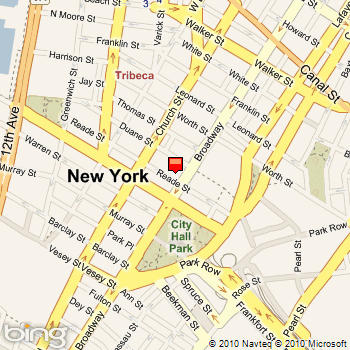 Beach St
N Moore St
Franklin St
Varick St
3
4
Walker St
Harrison St
White St
Jay St
Tribeca
Greenwich St
Thomas St
Church St
Leonard St
Worth St
Duane St
Reade St
Warren St
Murray St
12th Ave
Howard St
Lafa
Walker St
White St
Canal St
Franklin St
Leonard St
Broadway
Worth St
New York
Reade St
Murray St
Park Pl
Barclay St
City
Hall
Park
Barclay St
Vesey St
Vesey St
Park Row
Park Row
Pearl St
Pearl St
Ann St
Fulton St
Dey St
Broadway
Nassau St
Beekman St
Spruce St
Rose St
Frankfort St
bing
© 2010 Navteq © 2010 Microsoft